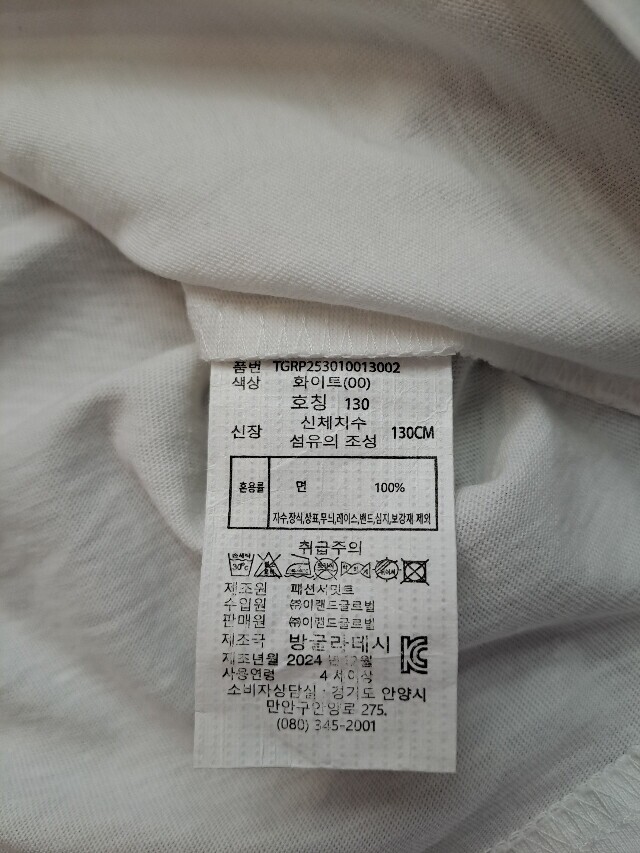 품번 TGRP253010013002
색상 화이트(00)
호칭 130
신체치수
신장 130CM
섬유의 조성
혼용률 면 100%
자수,장식,상표,무늬,레이스,밴드,심지,보강재 제외
취급주의
30℃
제조원 패션서밋트
수입원 ㈜이랜드글로벌
판매원 ㈜이랜드글로벌
제조국 방글라데시
제조년월 2024 년 12월
사용연령 4 세이상
소비자상담실 · 경기도 안양시
만안구안양로 275.
(080) 345-2001